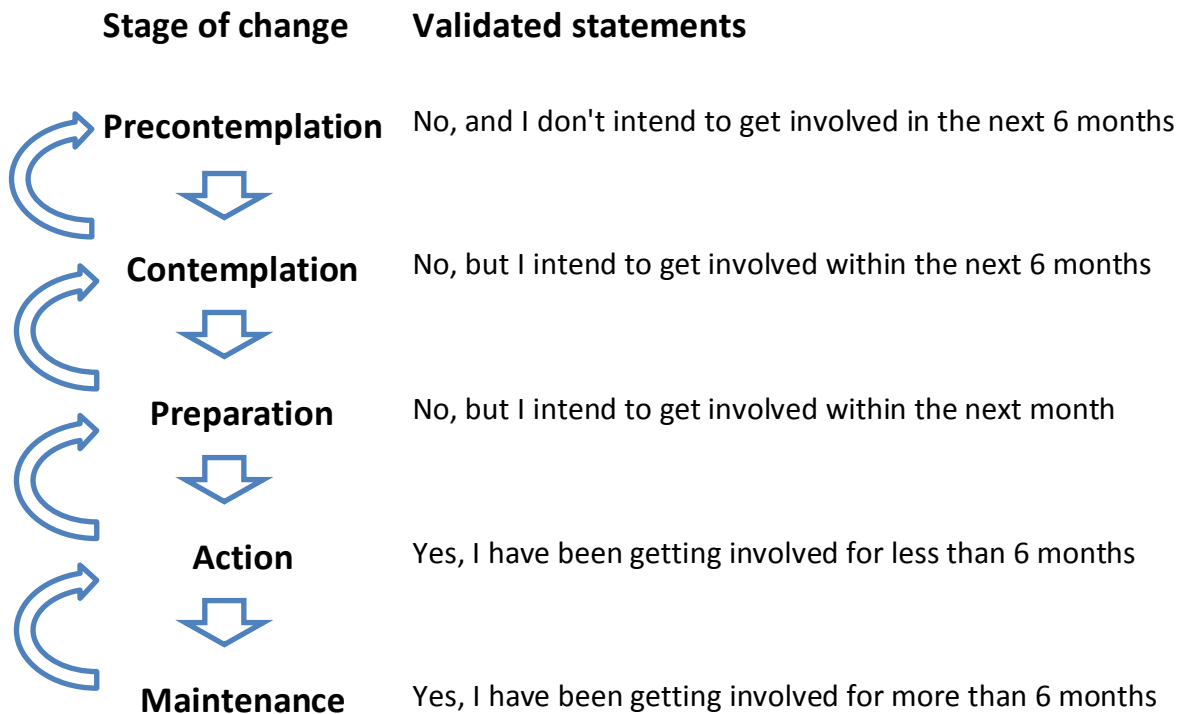 Stage of change Validated statements
Precontemplation No, and I don't intend to get involved in the next 6 months
Contemplation No, but I intend to get involved within the next 6 months
Preparation No, but I intend to get involved within the next month
Action Yes, I have been getting involved for less than 6 months
Maintenance Yes, I have been getting involved for more than 6 months